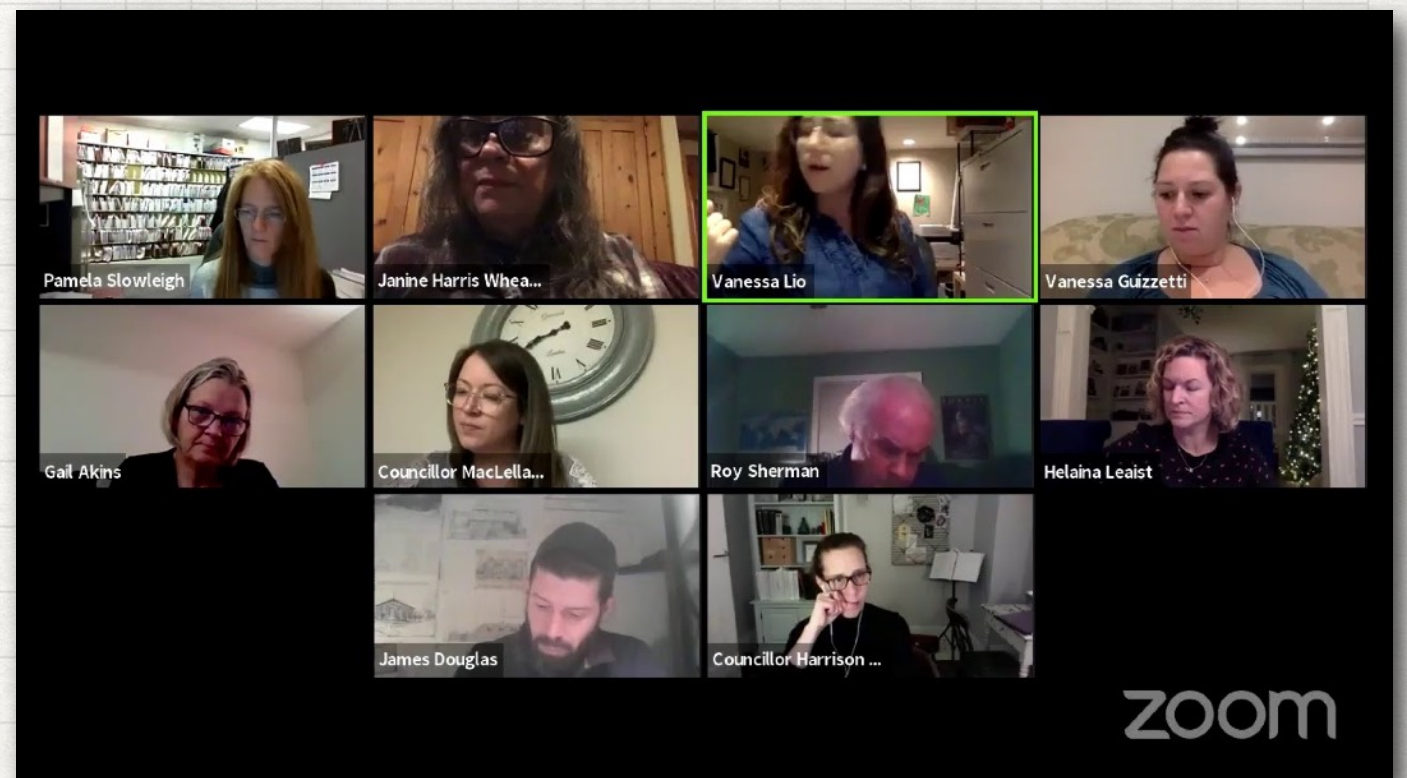 Pamela Slowleigh
Janine Harris Whea...
Vanessa Lio
Vanessa Guizzetti
Gail Akins
Councillor MacLella...
Roy Sherman
Helaina Leaist
James Douglas
Councillor Harrison ...
zoom